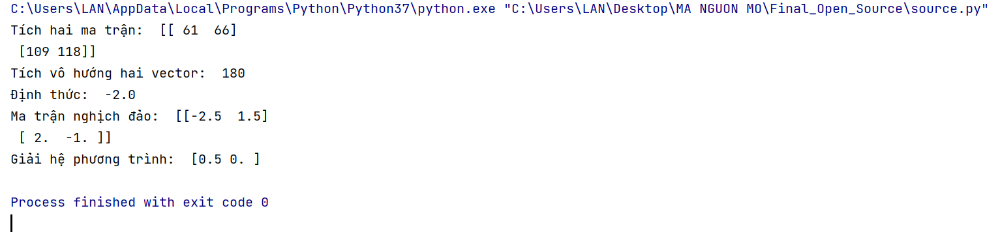 C:\Users\LAN\AppData\Local\Programs\Python\Python37\python.exe "C:\Users\LAN\Desktop\MA NGUON MO\Final_Open_Source\source.py"
Tích hai ma trận:  [[ 61  66]
 [109 118]]
Tích vô hướng hai vector:  180
Định thức:  -2.0
Ma trận nghịch đảo:  [[-2.5  1.5]
 [ 2.  -1. ]]
Giải hệ phương trình:  [0.5 0. ]
Process finished with exit code 0